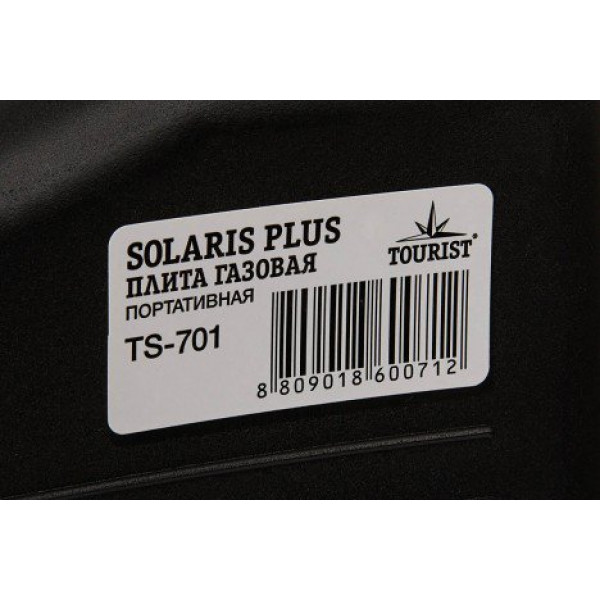 SOLARIS PLUS
ПЛИТА ГАЗОВАЯ
ПОРТАТИВНАЯ
TS-701
TOURIST®
8 809018 600712